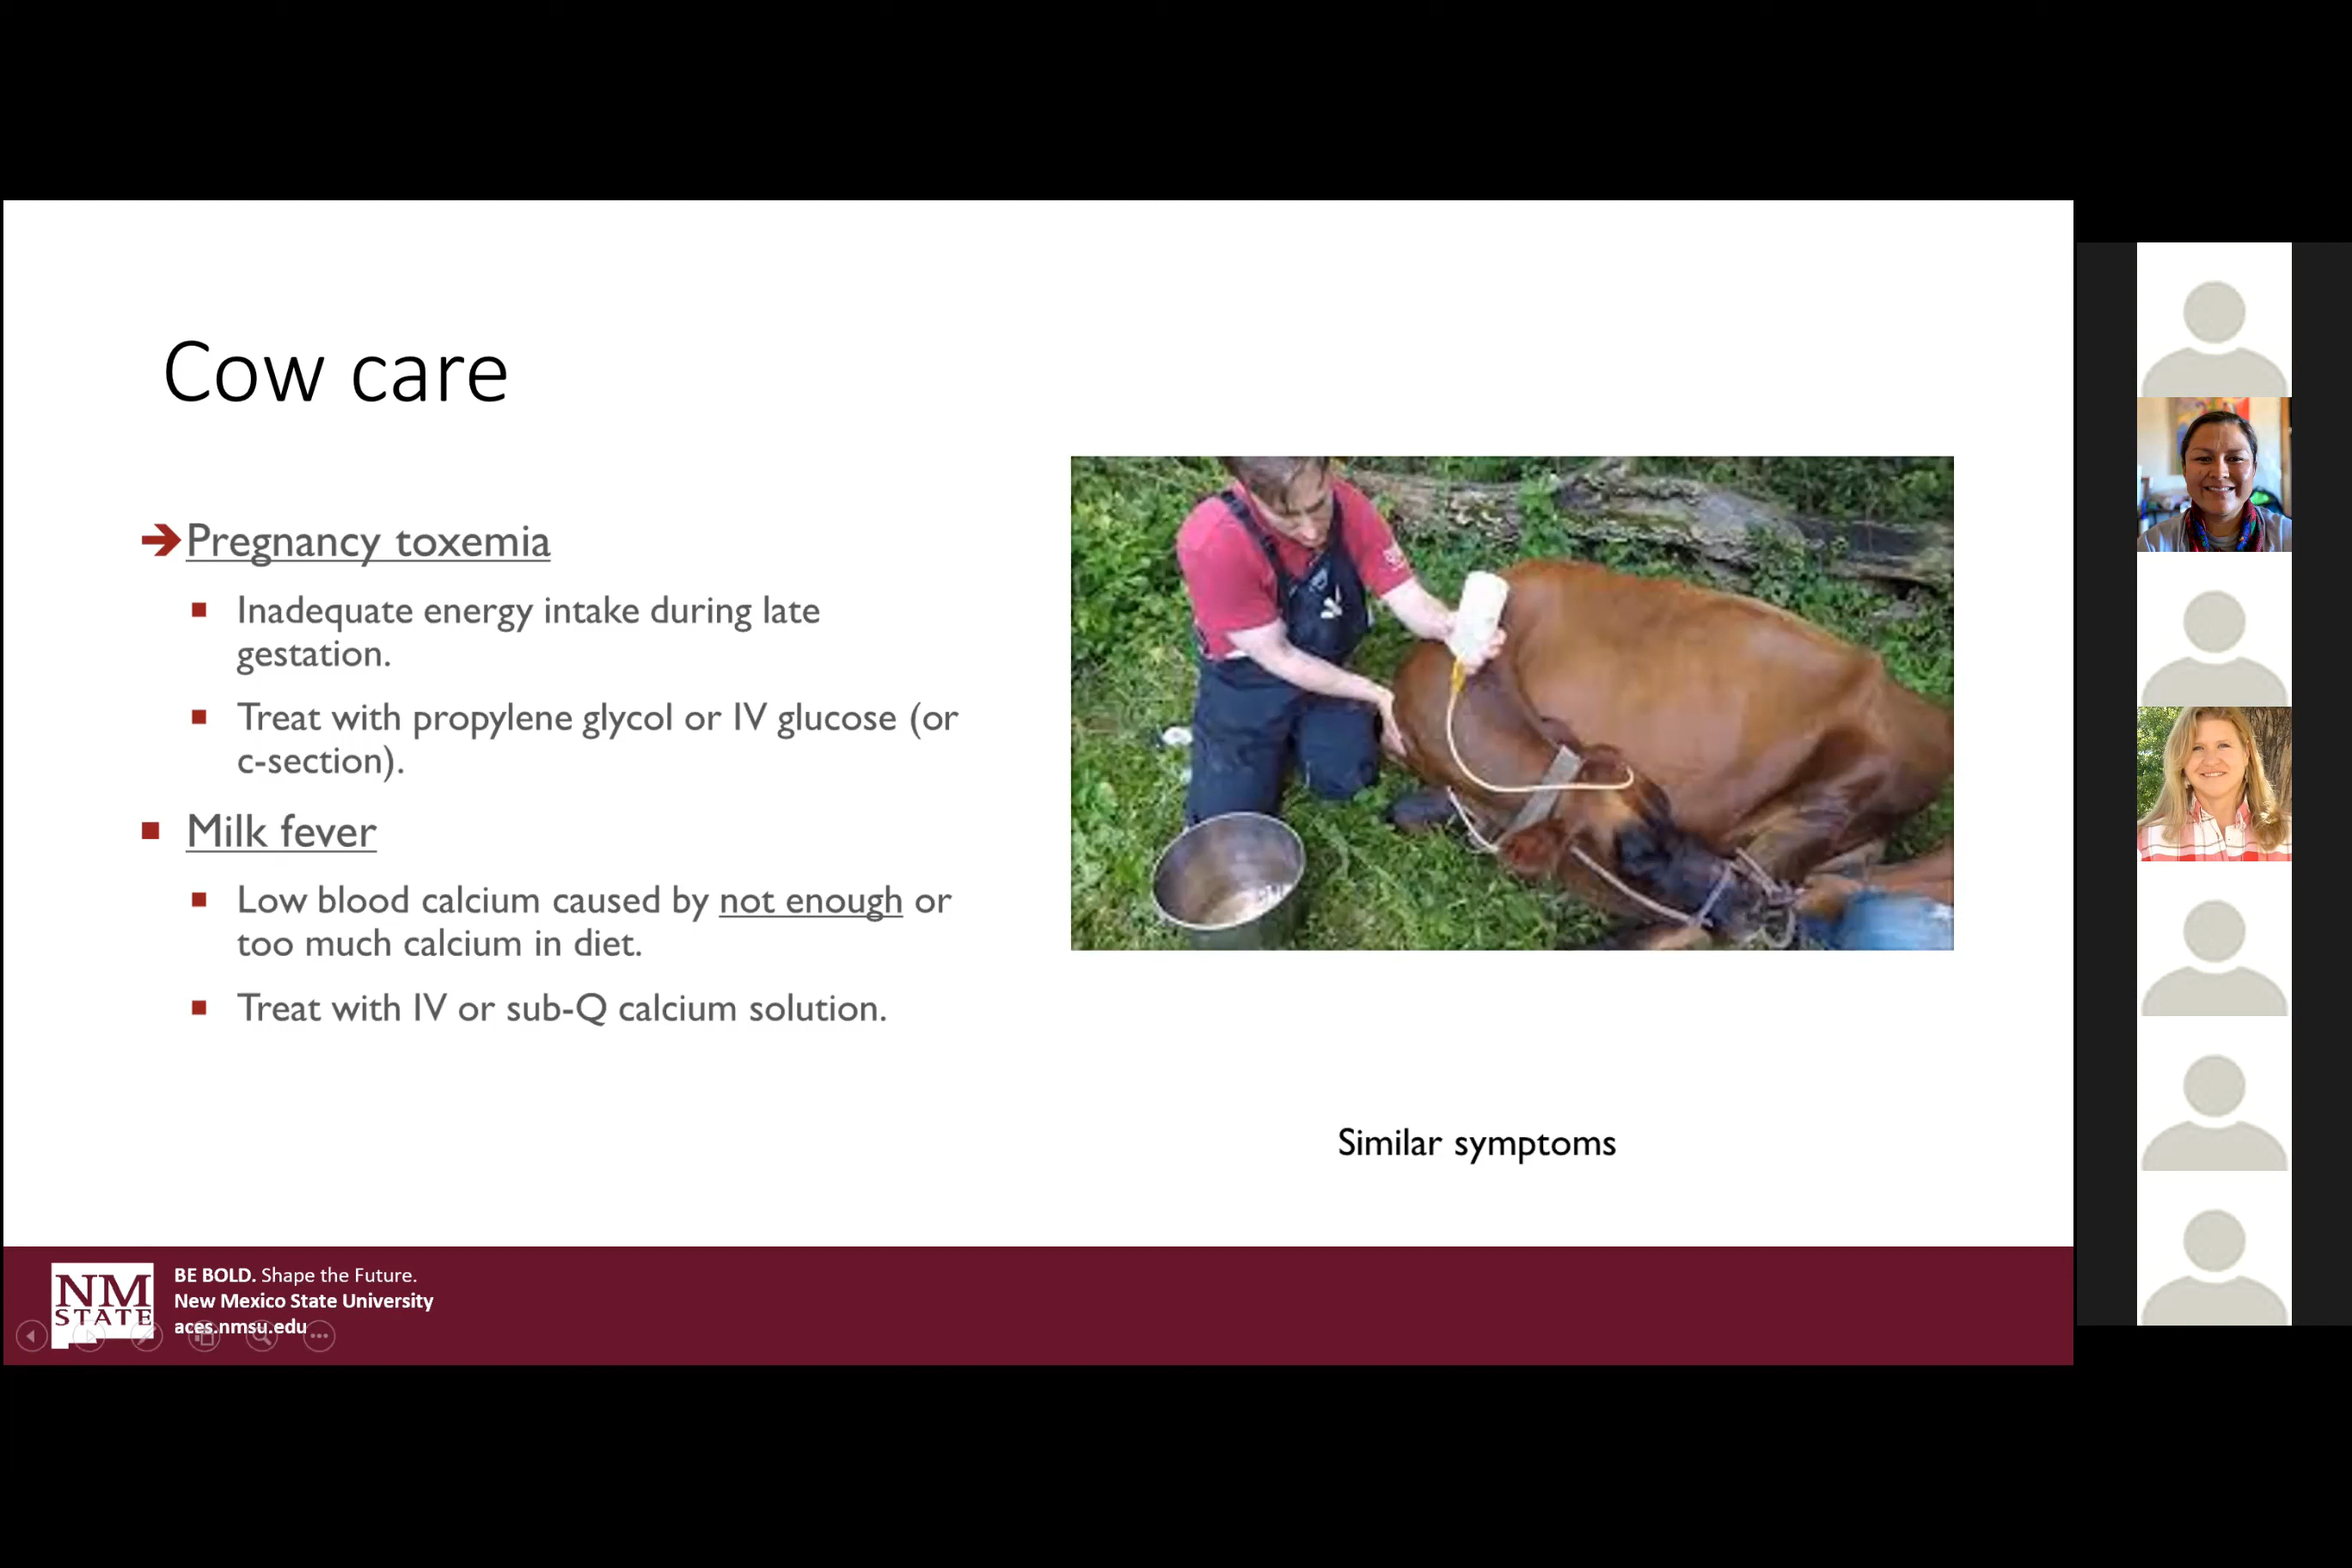 Cow care
Pregnancy toxemia
Inadequate energy intake during late
gestation.
Treat with propylene glycol or IV glucose (or
c-section).
Milk fever
Low blood calcium caused by not enough or
too much calcium in diet.
Treat with IV or sub-Q calcium solution.
Similar symptoms
NM
STATE
BE BOLD. Shape the Future.
New Mexico State University
aces.nmsu.edu